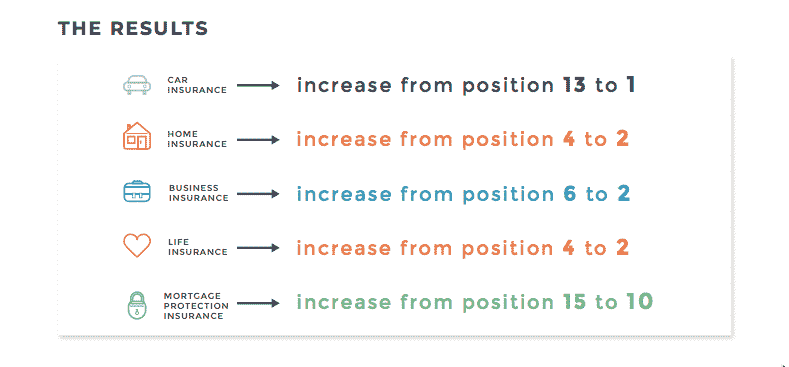 THE RESULTS
CAR
INSURANCE
increase from position 13 to 1
HOME
INSURANCE
increase from position 4 to 2
BUSINESS
INSURANCE
increase from position 6 to 2
LIFE
INSURANCE
increase from position 4 to 2
MORTGAGE
PROTECTION
INSURANCE
increase from position 15 to 10